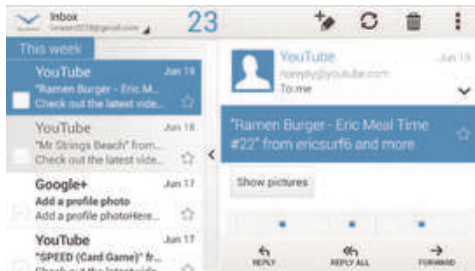 Inbox
23
This week
YouTube Jun 19
"Ramen Burger - Eric M...
Check out the latest vide...
YouTube Jun 18
"Mr Strings Beach" from...
Check out the latest vide...
Google+ Jun 17
Add a profile photo
Add a profile photoHere...
YouTube Jun 17
"SPEED (Card Game)" fr...
YouTube Jun 19
noreply@youtube.com
To: me
"Ramen Burger - Eric Meal Time
#22" from ericsurf6 and more
Show pictures
REPLY
REPLY ALL
FORWARD